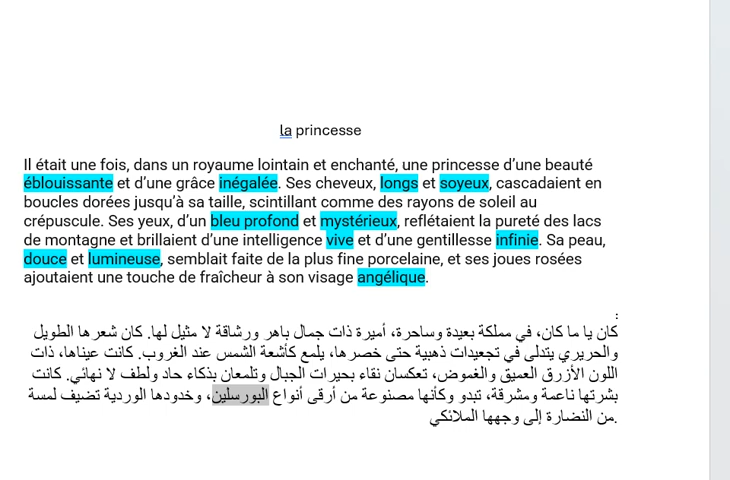 la princesse
Il était une fois, dans un royaume lointain et enchanté, une princesse d’une beauté
éblouissante et d’une grâce inégalée. Ses cheveux, longs et soyeux, cascadaient en
boucles dorées jusqu’à sa taille, scintillant comme des rayons de soleil au
crépuscule. Ses yeux, d’un bleu profond et mystérieux, reflétaient la pureté des lacs
de montagne et brillaient d’une intelligence vive et d’une gentillesse infinie. Sa peau,
douce et lumineuse, semblait faite de la plus fine porcelaine, et ses joues rosées
ajoutaient une touche de fraîcheur à son visage angélique.
:
كان يا ما كان، في مملكة بعيدة وساحرة، أميرة ذات جمال باهر ورشاقة لا مثيل لها. كان شعرها الطويل
والحريري يتدلى في تجعيدات ذهبية حتى خصرها، يلمع كأشعة الشمس عند الغروب. كانت عيناها، ذات
اللون الأزرق العميق والغموض، تعكسان نقاء بحيرات الجبال وتلمعان بذكاء حاد ولطف لا نهائي. كانت
بشرتها ناعمة ومشرقة، تبدو وكأنها مصنوعة من أرقى أنواع البورسلين، وخدودها الوردية تضيف لمسة
.من النضارة إلى وجهها الملائكي